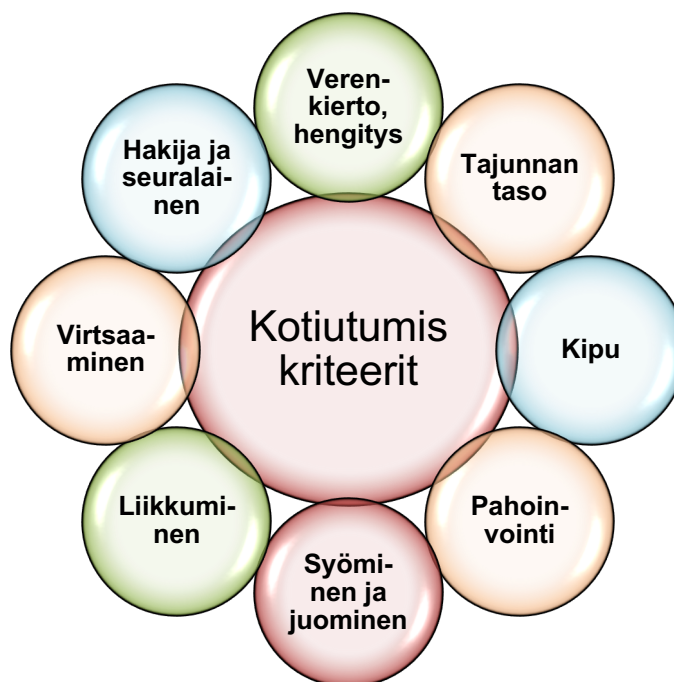 Kotiutumis
kriteerit
Veren-
kierto,
hengitys
Tajunnan
taso
Kipu
Pahoin-
vointi
Syömi-
nen ja
juominen
Liikkumi-
nen
Virtsaa-
minen
Hakija ja
seuralai-
nen